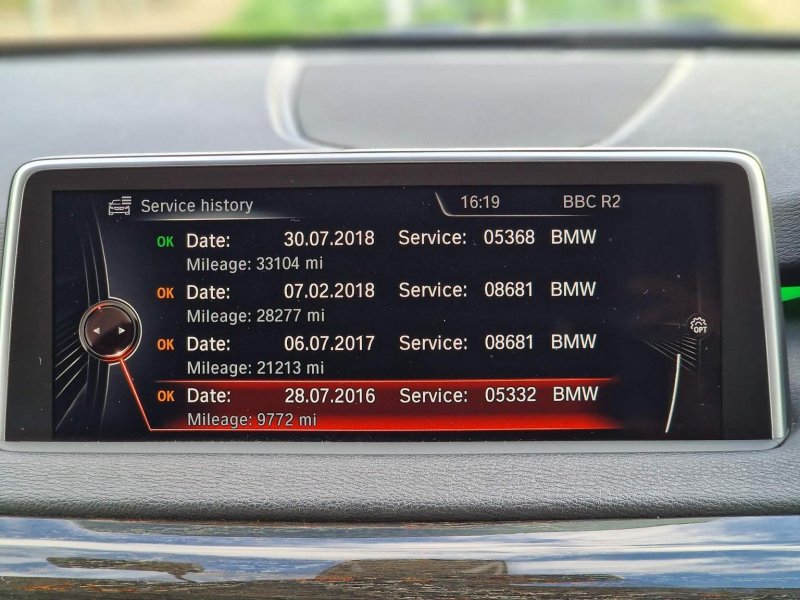 Service history 16:19 BBC R2
OK Date: 30.07.2018 Service: 05368 BMW
Mileage: 33104 mi
OK Date: 07.02.2018 Service: 08681 BMW
Mileage: 28277 mi
OK Date: 06.07.2017 Service: 08681 BMW
Mileage: 21213 mi
OPT
OK Date: 28.07.2016 Service: 05332 BMW
Mileage: 9772 mi